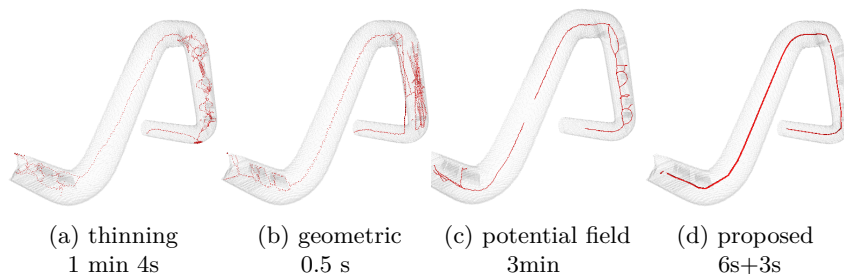 (a) thinning (b) geometric (c) potential field (d) proposed
1 min 4s 0.5 s 3min 6s+3s